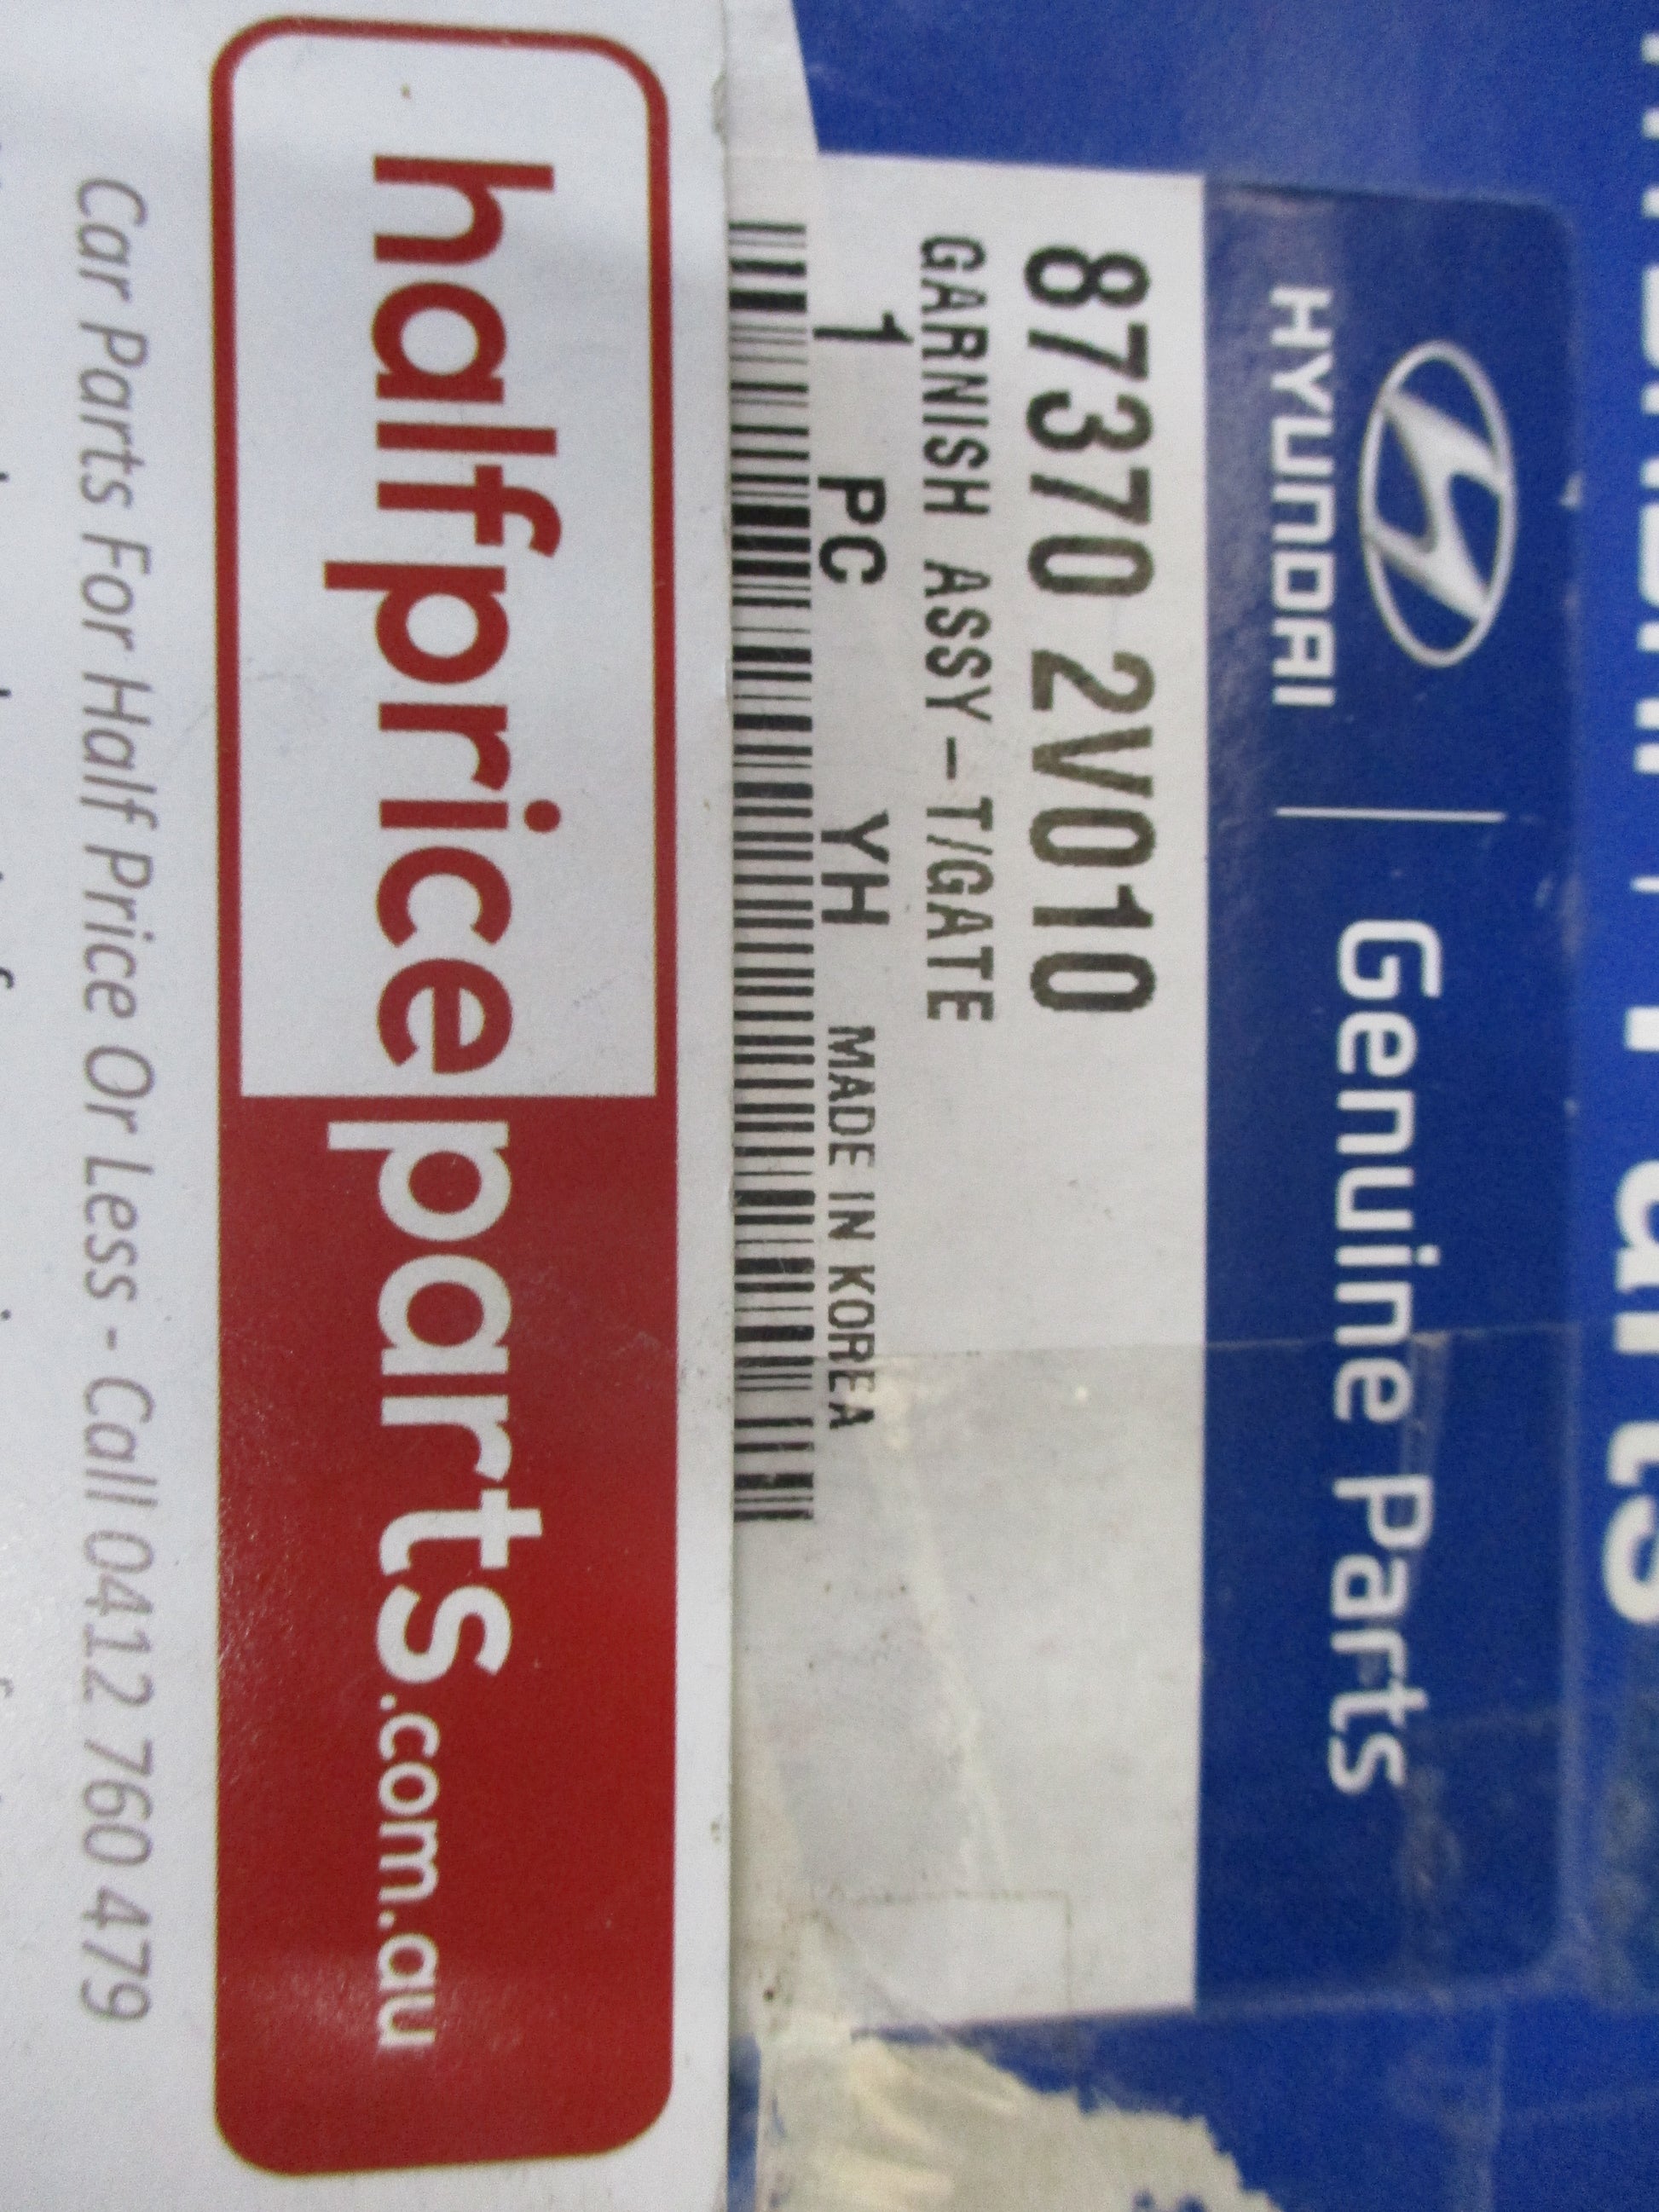 Parts
HYUNDAI
Genuine Parts
87370 2V010
GARNISH ASSY-T/GATE
1 PC YH MADE IN KOREA
halfpriceparts.com.au
Car Parts For Half Price Or Less - Call 0412 760 479